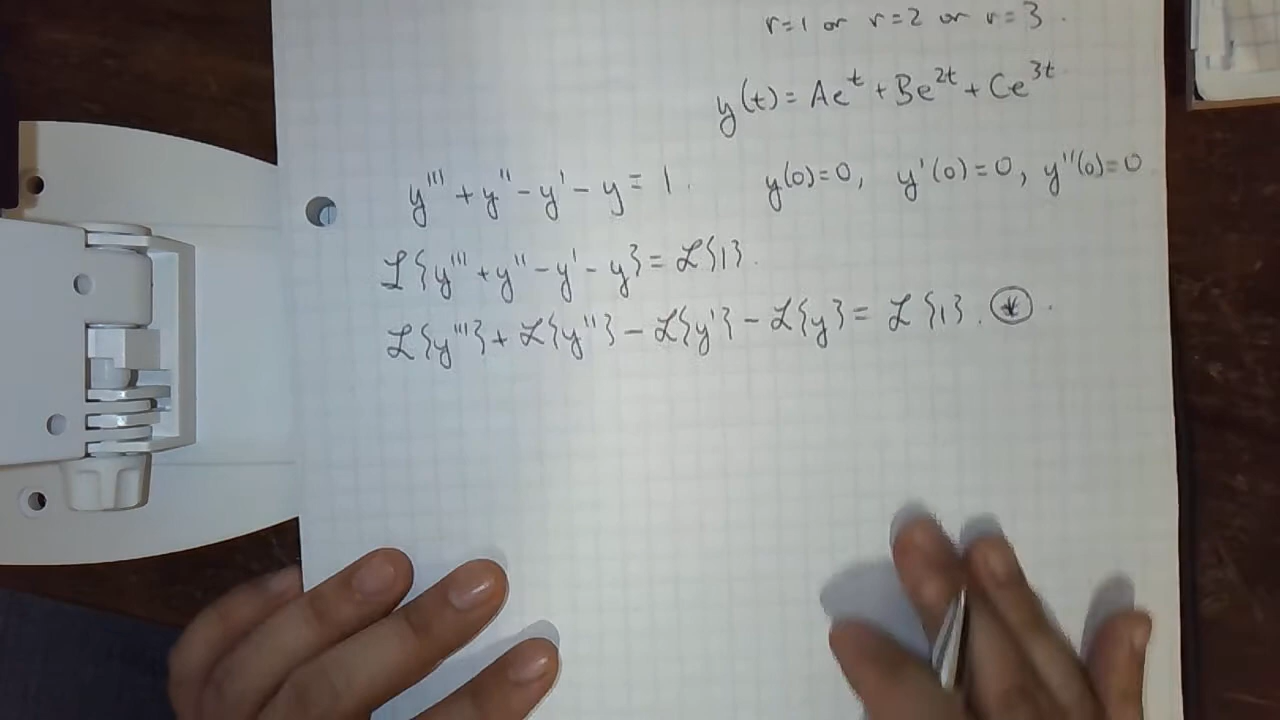 r=1 or r=2 or r=3.
y(t)=Ae^t+Be^{2t}+Ce^{3t}
y'''+y''-y'-y=1. y(0)=0, y'(0)=0, y''(0)=0
ℒ{y'''+y''-y'-y}=ℒ{1}.
ℒ{y'''}+ℒ{y''}-ℒ{y'}-ℒ{y}=ℒ{1}. ⊛.